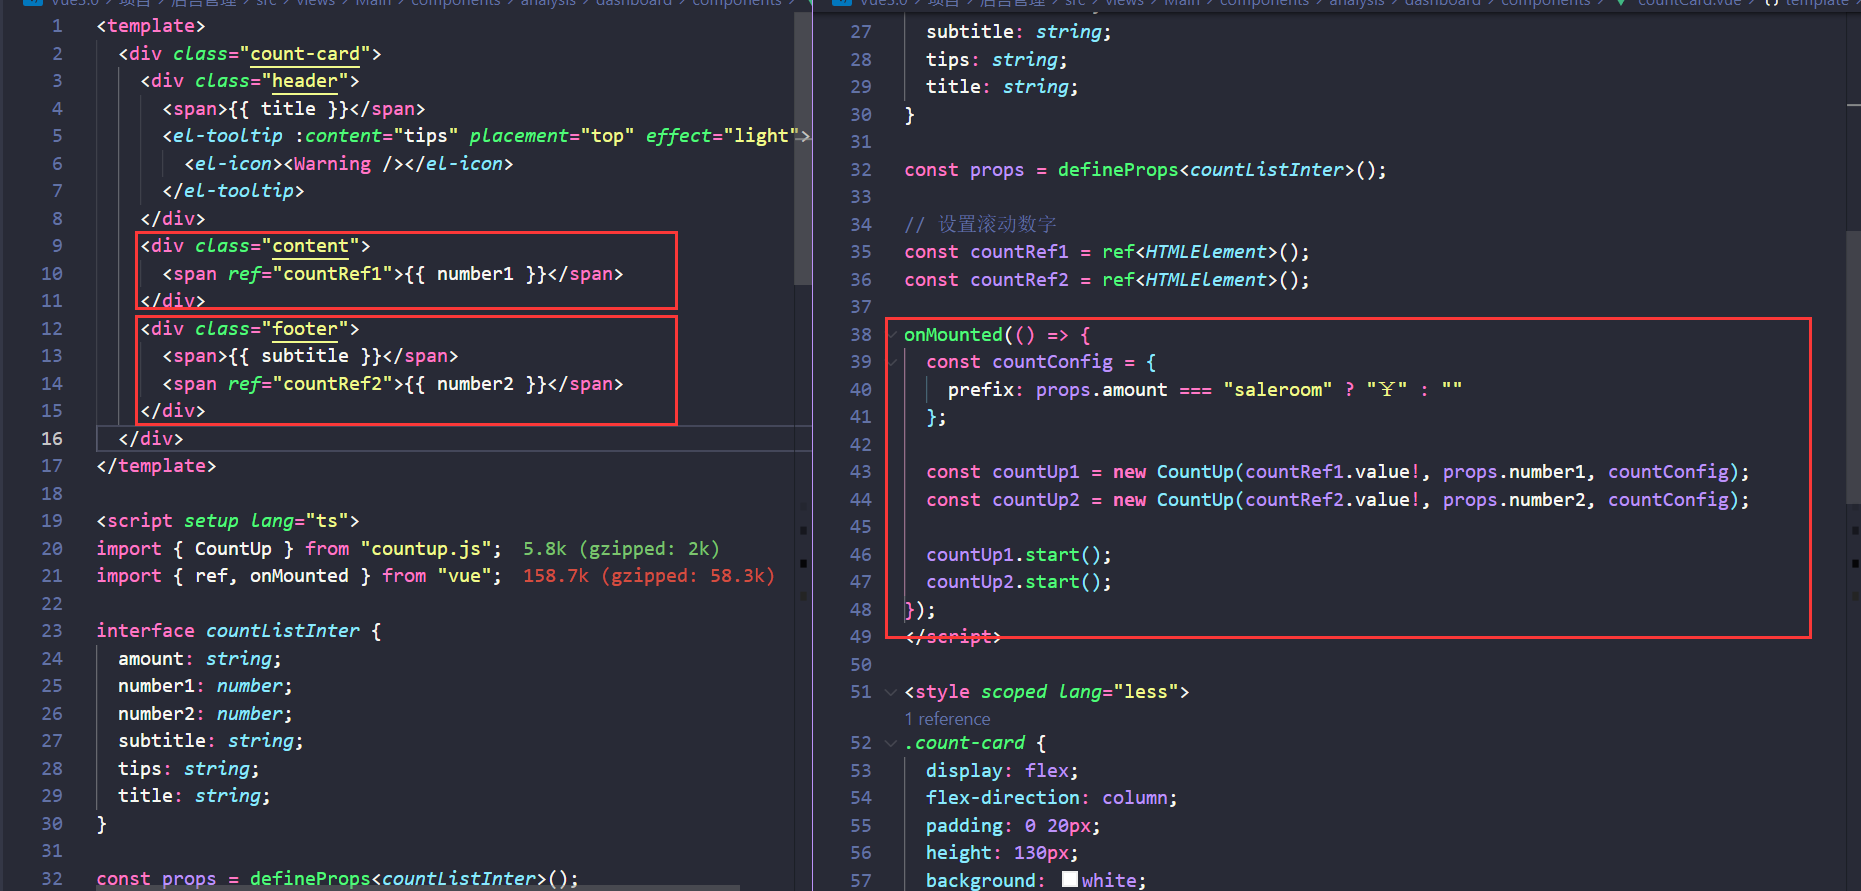 Vue3.0 > 项目 > 后台管理 > src > views > Main > components > analysis > dashboard > components >
1 <template>
2 <div class="count-card">
3 <div class="header">
4 <span>{{ title }}</span>
5 <el-tooltip :content="tips" placement="top" effect="light">
6 <el-icon><Warning /></el-icon>
7 </el-tooltip>
8 </div>
9 <div class="content">
10 <span ref="countRef1">{{ number1 }}</span>
11 </div>
12 <div class="footer">
13 <span>{{ subtitle }}</span>
14 <span ref="countRef2">{{ number2 }}</span>
15 </div>
16 </div>
17 </template>
18
19 <script setup lang="ts">
20 import { CountUp } from "countup.js"; 5.8k (gzipped: 2k)
21 import { ref, onMounted } from "vue"; 158.7k (gzipped: 58.3k)
22
23 interface countListInter {
24 amount: string;
25 number1: number;
26 number2: number;
27 subtitle: string;
28 tips: string;
29 title: string;
30 }
31
32 const props = defineProps<countListInter>();
Vue3.0 > 项目 > 后台管理 > src > views > Main > components > analysis > dashboard > components > countCard.vue > {} template
27 subtitle: string;
28 tips: string;
29 title: string;
30 }
31
32 const props = defineProps<countListInter>();
33
34 // 设置滚动数字
35 const countRef1 = ref<HTMLElement>();
36 const countRef2 = ref<HTMLElement>();
37
38 onMounted(() => {
39 const countConfig = {
40 prefix: props.amount === "saleroom" ? "¥" : ""
41 };
42
43 const countUp1 = new CountUp(countRef1.value!, props.number1, countConfig);
44 const countUp2 = new CountUp(countRef2.value!, props.number2, countConfig);
45
46 countUp1.start();
47 countUp2.start();
48 });
49 </script>
50
51 <style scoped lang="less">
1 reference
52 .count-card {
53 display: flex;
54 flex-direction: column;
55 padding: 0 20px;
56 height: 130px;
57 background: white;